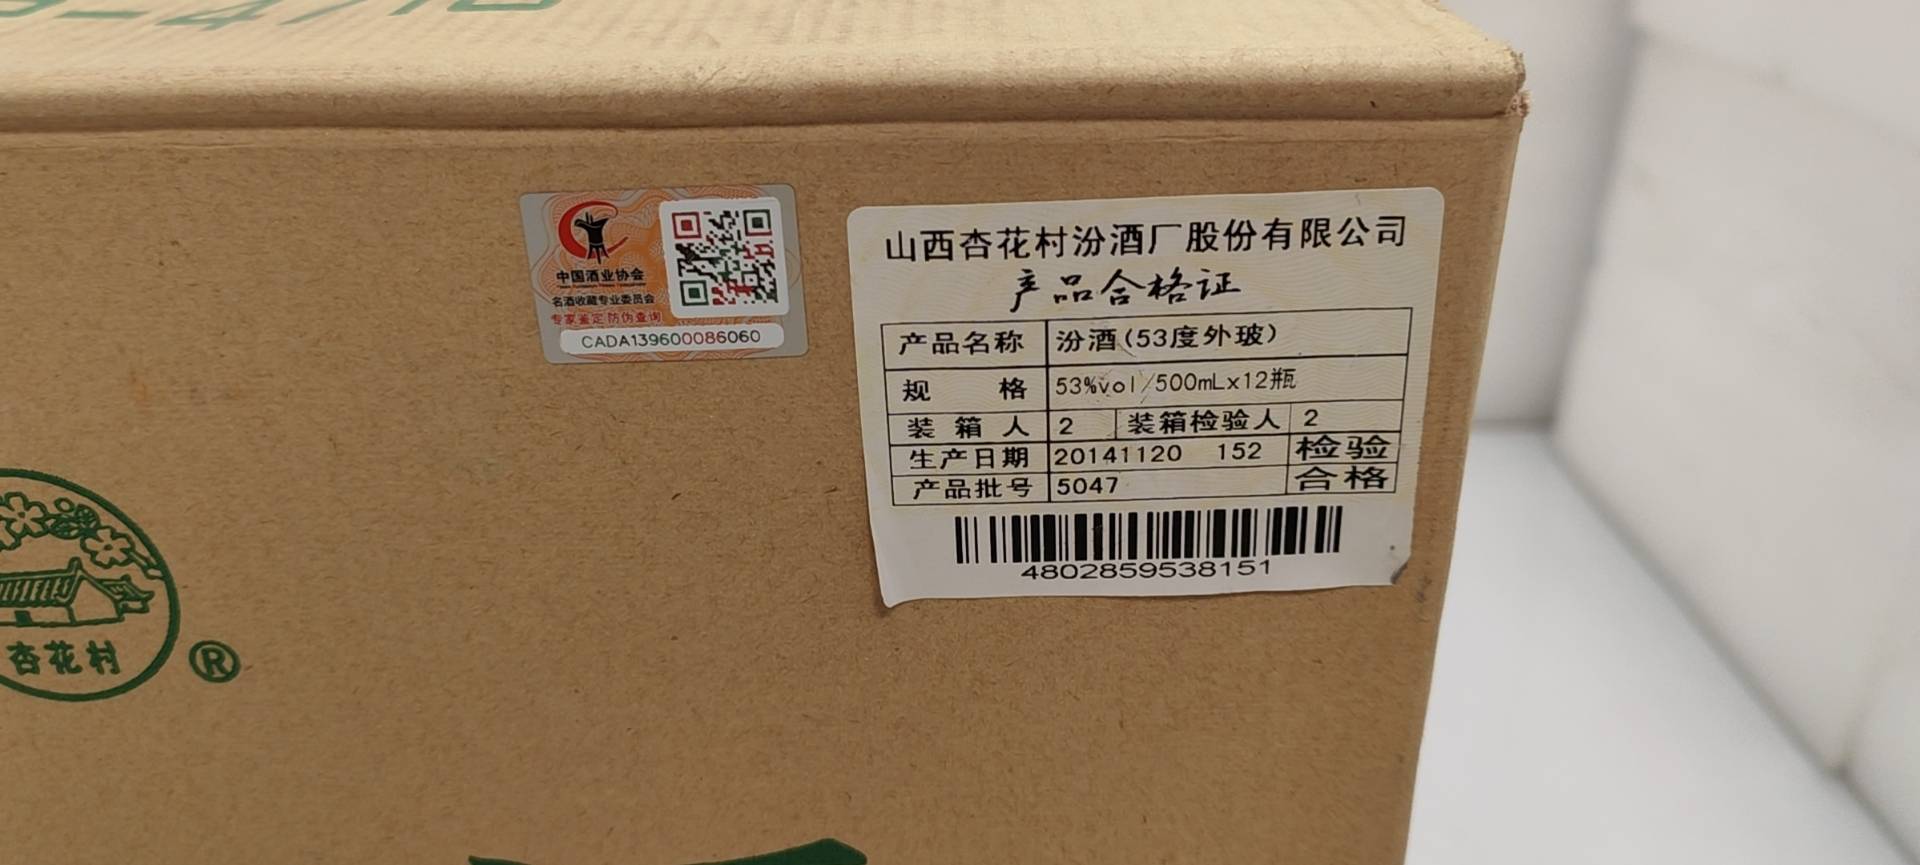 中国酒业协会
名酒收藏专业委员会
专家鉴定 防伪查询
CADA139600086060
山西杏花村汾酒厂股份有限公司
产品合格证
产品名称 汾酒(53度外玻)
规 格 53%vol/500mLx12瓶
装 箱 人 2 装箱检验人 2
生产日期 20141120 152 检验
产品批号 5047 合格
4802859538151
杏花村
®